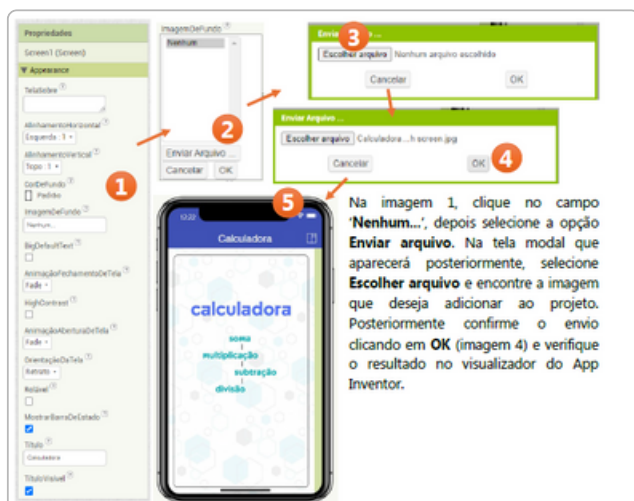 Propriedades
Screen1 (Screen)
Appearance
TelaSobre
AlinhamentoHorizontal
Esquerda : 1
AlinhamentoVertical
Topo : 1
CorDeFundo
Padrão
ImagemDeFundo
Nenhum...
BigDefaultText
AnimaçãoFechamentoDeTela
Fade
HighContrast
AnimaçãoAberturaDeTela
Fade
OrientaçãoDaTela
Retrato
Rolável
MostrarBarraDeEstado
Título
Calculadora
TítuloVisível
1
ImagemDeFundo
Nenhum
2
Enviar Arquivo ...
Cancelar OK
3
Escolher arquivo Nenhum arquivo escolhido
Cancelar OK
Enviar Arquivo ...
Escolher arquivo Calculadora ...h screen.jpg
Cancelar OK
4
5
12:22
Calculadora
calculadora
soma
multiplicação
subtração
divisão
Na imagem 1, clique no campo
'Nenhum...', depois selecione a opção
Enviar arquivo. Na tela modal que
aparecerá posteriormente, selecione
Escolher arquivo e encontre a imagem
que deseja adicionar ao projeto.
Posteriormente confirme o envio
clicando em OK (imagem 4) e verifique
o resultado no visualizador do App
Inventor.